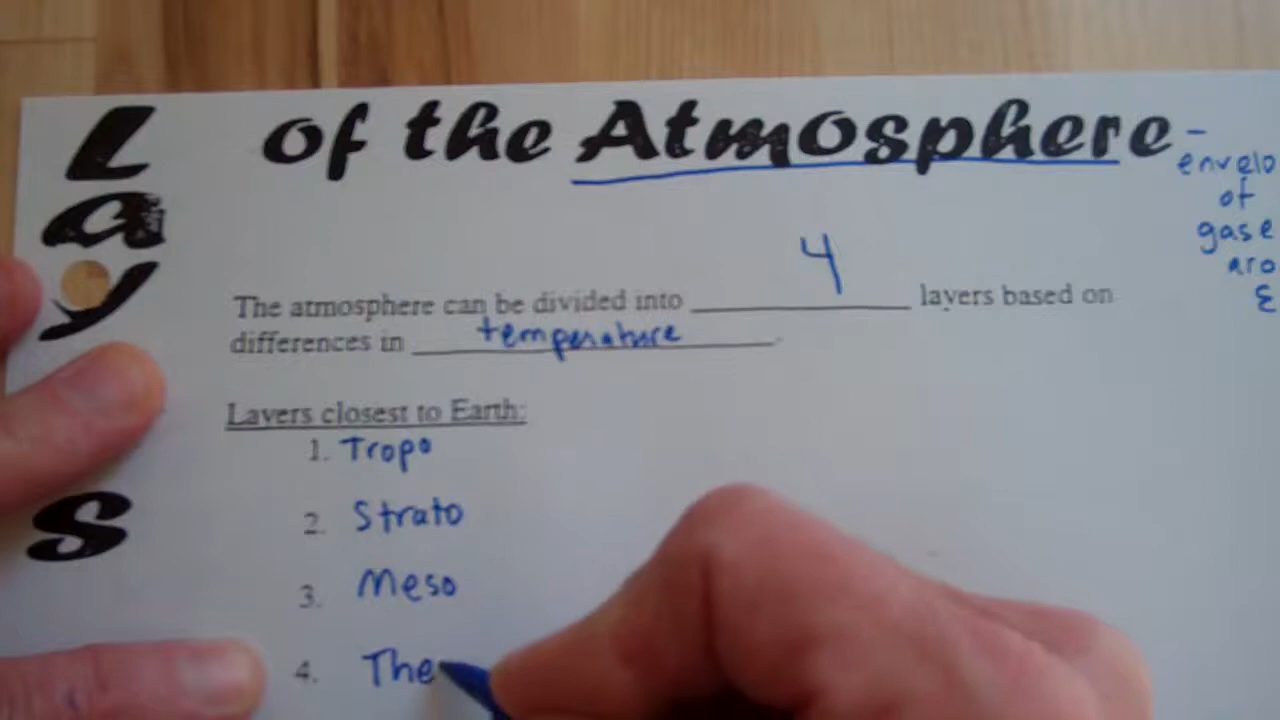 Lay
s
of the Atmosphere -
envelo
of
gase
aro
E
The atmosphere can be divided into 4 layers based on
differences in temperature.
Layers closest to Earth:
1. Tropo
2. Strato
3. Meso
4. The